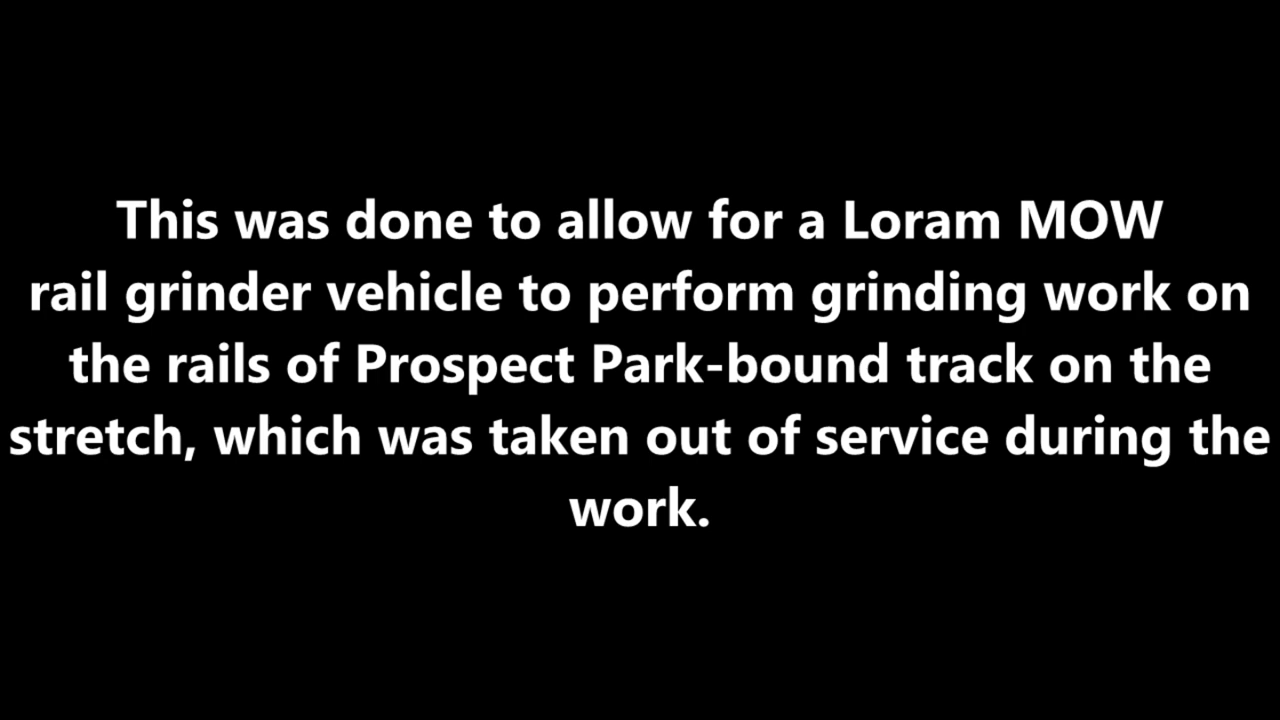 This was done to allow for a Loram MOW
rail grinder vehicle to perform grinding work on
the rails of Prospect Park-bound track on the
stretch, which was taken out of service during the
work.